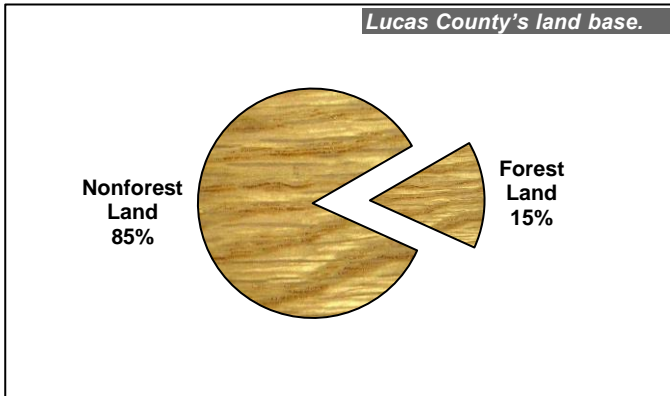 Lucas County's land base.
Nonforest
Land
85%
Forest
Land
15%